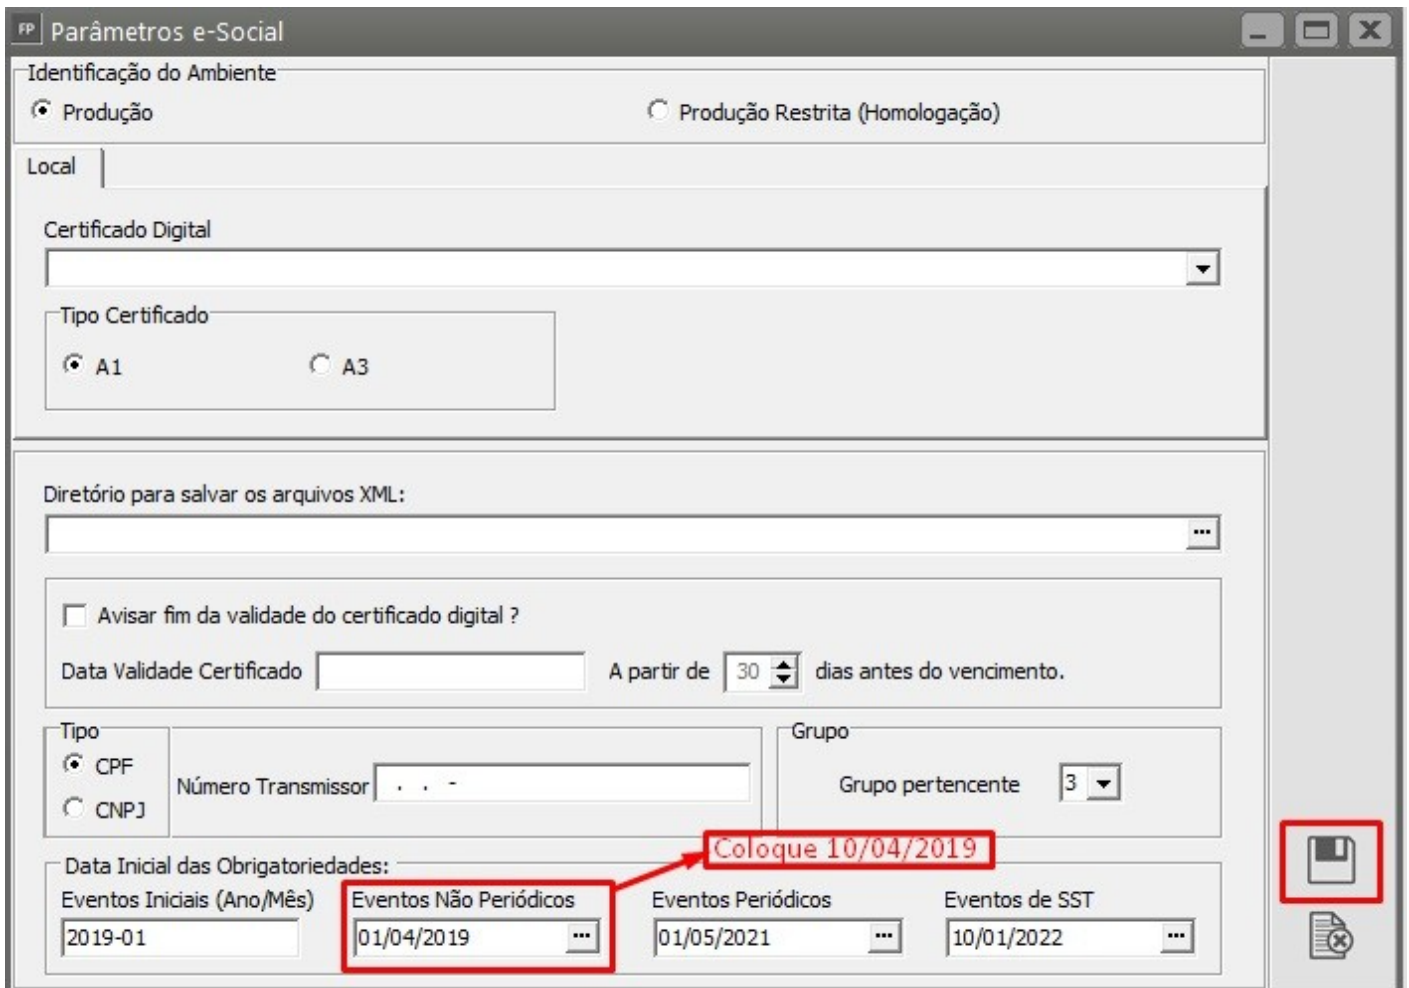 FP Parâmetros e-Social
Identificação do Ambiente
Produção Produção Restrita (Homologação)
Local
Certificado Digital
Tipo Certificado
A1 A3
Diretório para salvar os arquivos XML:
...
Avisar fim da validade do certificado digital ?
Data Validade Certificado A partir de 30 dias antes do vencimento.
Tipo Grupo
CPF
Número Transmissor . . - Grupo pertencente 3
CNPJ
Coloque 10/04/2019
Data Inicial das Obrigatoriedades:
Eventos Iniciais (Ano/Mês) Eventos Não Periódicos Eventos Periódicos Eventos de SST
2019-01 01/04/2019 ... 01/05/2021 ... 10/01/2022 ...